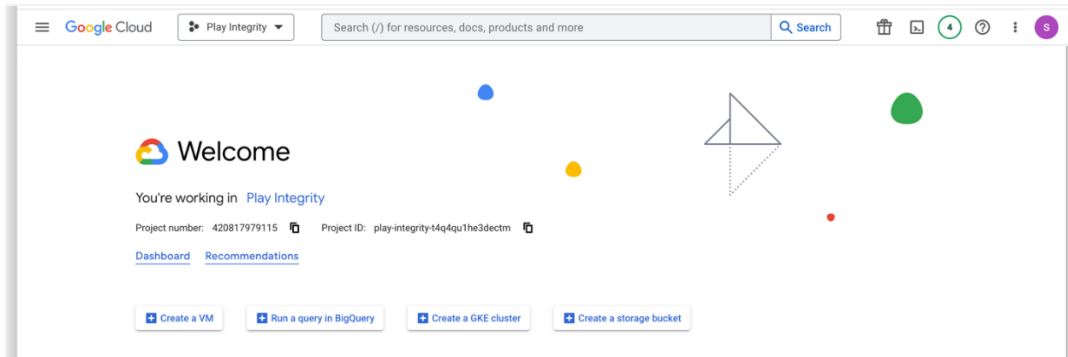 Google Cloud Play Integrity Search (/) for resources, docs, products and more Search 4 S
Welcome
You're working in Play Integrity
Project number: 420817979115 Project ID: play-integrity-t4q4qu1he3dectm
Dashboard Recommendations
Create a VM Run a query in BigQuery Create a GKE cluster Create a storage bucket